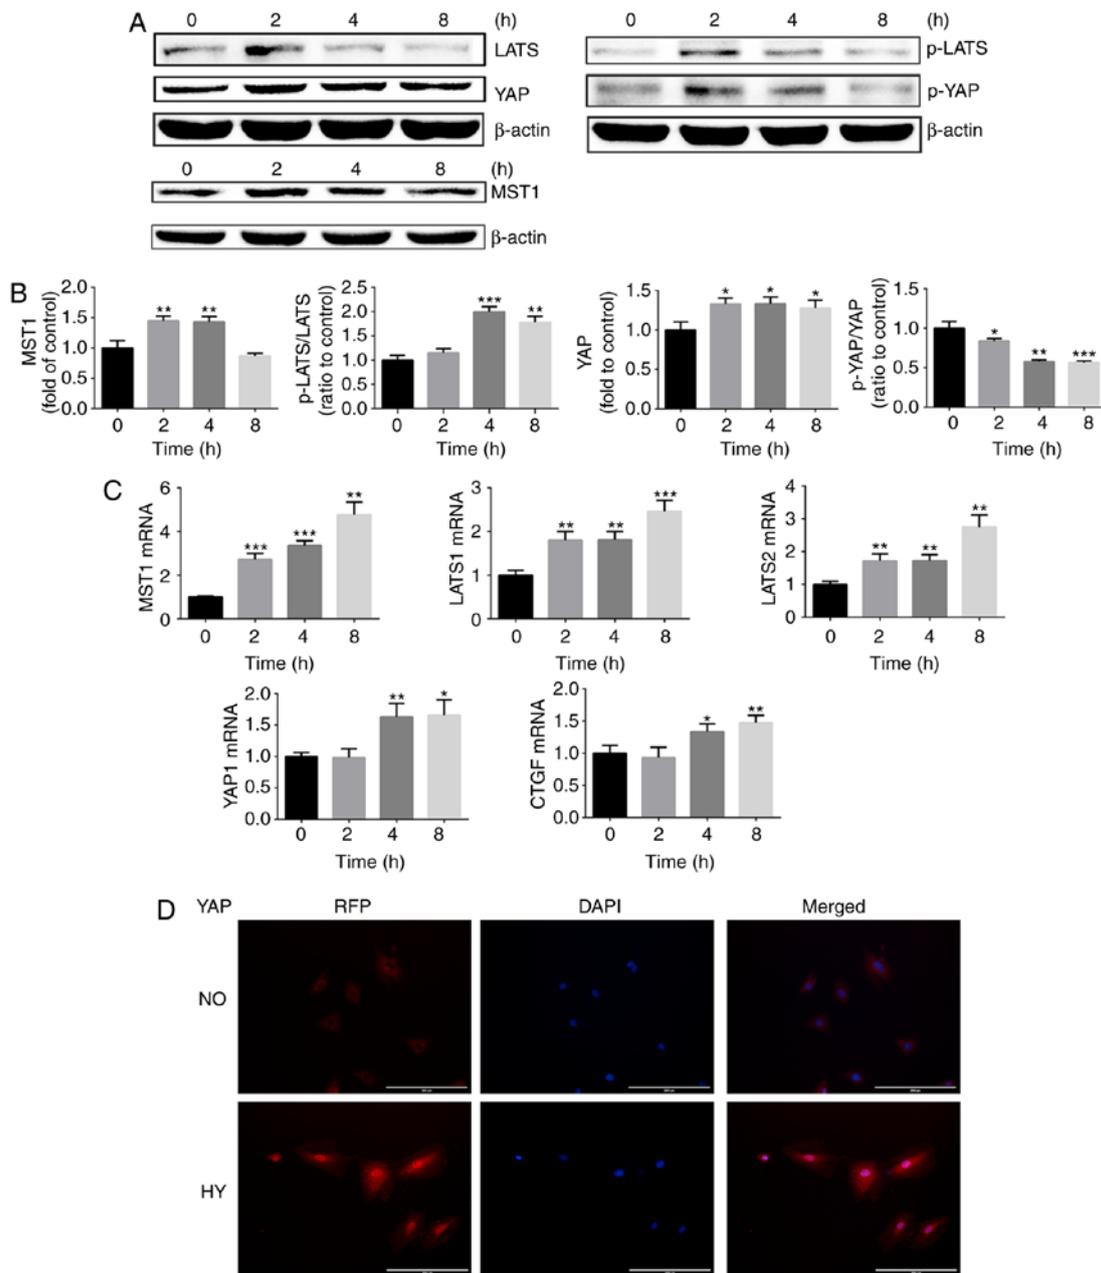 A
0 2 4 8 (h)
LATS
YAP
β-actin
0 2 4 8 (h)
p-LATS
p-YAP
β-actin
0 2 4 8 (h)
MST1
β-actin
B
MST1
(fold of control)
2.0
1.5
1.0
0.5
0.0
** **
0 2 4 8
Time (h)
p-LATS/LATS
(ratio to control)
2.5
2.0
1.5
1.0
0.5
0.0
*** **
0 2 4 8
Time (h)
YAP
(fold to control)
1.5
1.0
0.5
0.0
* * *
0 2 4 8
Time (h)
p-YAP/YAP
(ratio to control)
1.5
1.0
0.5
0.0
* ** ***
0 2 4 8
Time (h)
C
MST1 mRNA
6
4
2
0
*** *** **
0 2 4 8
Time (h)
LATS1 mRNA
3
2
1
0
** ** ***
0 2 4 8
Time (h)
LATS2 mRNA
4
3
2
1
0
** ** **
0 2 4 8
Time (h)
YAP1 mRNA
2.0
1.5
1.0
0.5
0.0
** *
0 2 4 8
Time (h)
CTGF mRNA
2.0
1.5
1.0
0.5
0.0
* **
0 2 4 8
Time (h)
D YAP RFP DAPI Merged
NO
HY